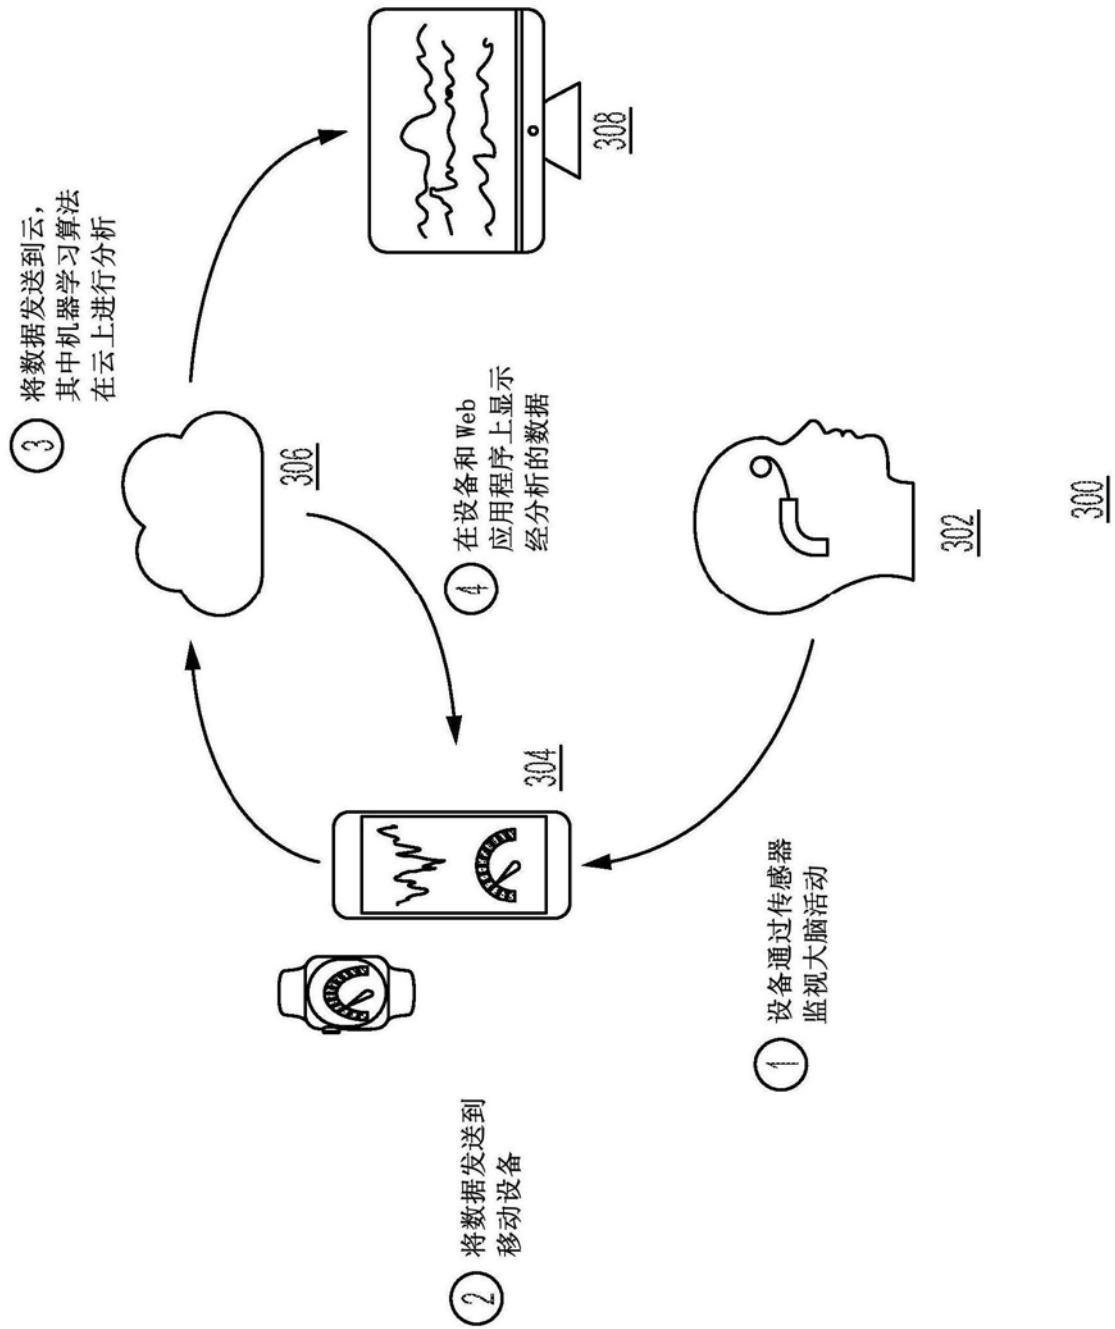 1
设备通过传感器
监视大脑活动
2
将数据发送到
移动设备
3
将数据发送到云，
其中机器学习算法
在云上进行分析
4
在设备和Web
应用程序上显示
经分析的数据
302
304
306
308
300